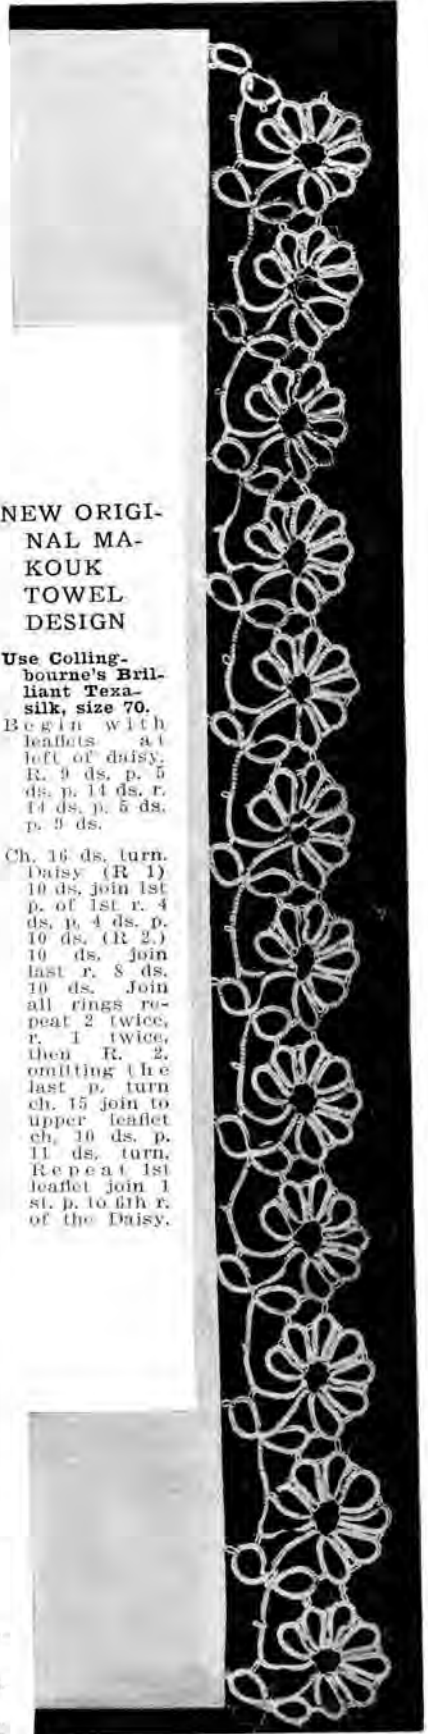 NEW ORIGI-
NAL MA-
KOUK
TOWEL
DESIGN
Use Colling-
bourne's Bril-
liant Texa-
silk, size 70.
Begin with
leaflets at
left of daisy.
R. 9 ds. p. 5
ds. p. 14 ds. r.
14 ds. p. 5 ds.
p. 9 ds.
Ch. 16 ds. turn.
Daisy (R 1)
10 ds. join 1st
p. of 1st r. 4
ds. p. 4 ds. p.
10 ds. (R 2.)
10 ds. join
last r. 8 ds.
10 ds. Join
all rings re-
peat 2 twice,
r. 1 twice,
then R. 2.
omitting the
last p. turn
ch. 15 join to
upper leaflet
ch. 10 ds. p.
11 ds. turn.
Repeat 1st
leaflet join 1
st. p. to 6th r.
of the Daisy.